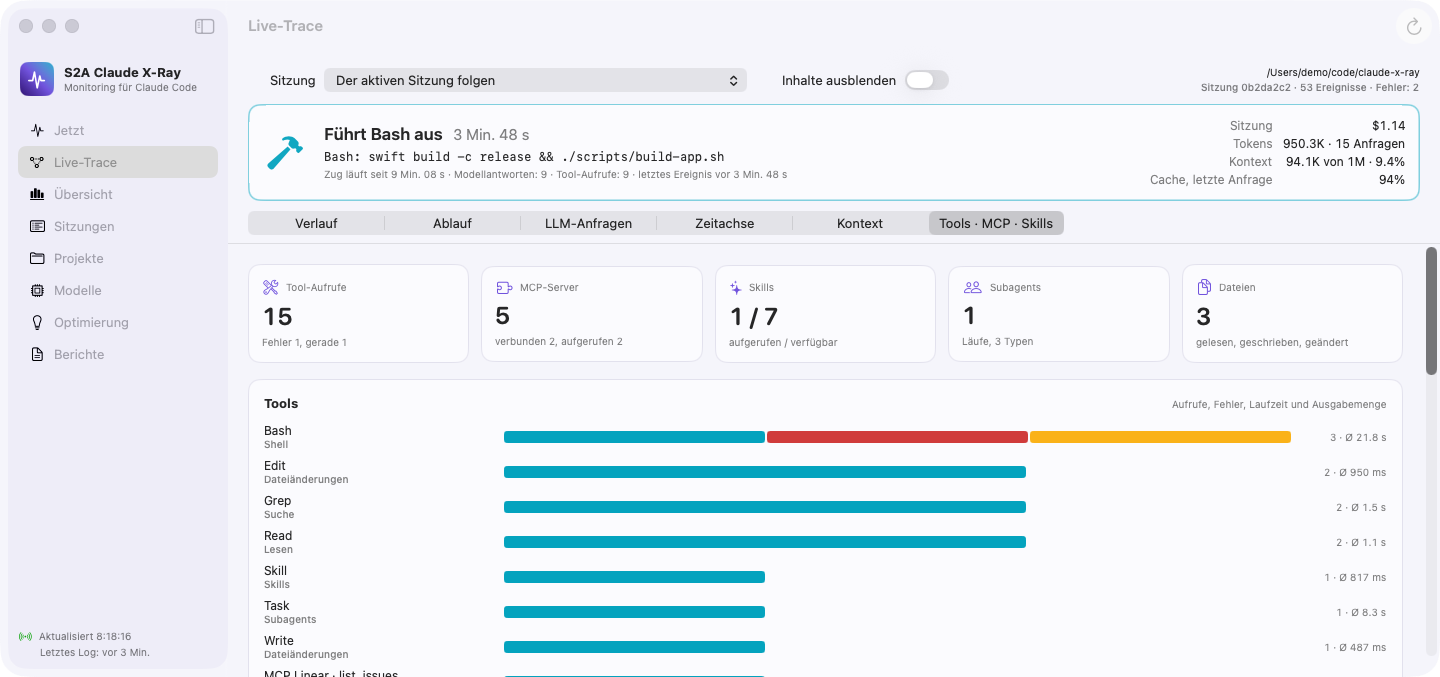 Live-Trace
S2A Claude X-Ray
Monitoring für Claude Code
Jetzt
Live-Trace
Übersicht
Sitzungen
Projekte
Modelle
Optimierung
Berichte
Aktualisiert 8:18:16
Letztes Log: vor 3 Min.
Sitzung
Der aktiven Sitzung folgen
Inhalte ausblenden
/Users/demo/code/claude-x-ray
Sitzung 0b2da2c2 · 53 Ereignisse · Fehler: 2
Führt Bash aus 3 Min. 48 s
Bash: swift build -c release && ./scripts/build-app.sh
Zug läuft seit 9 Min. 08 s · Modellantworten: 9 · Tool-Aufrufe: 9 · letztes Ereignis vor 3 Min. 48 s
Sitzung $1.14
Tokens 950.3K · 15 Anfragen
Kontext 94.1K von 1M · 9.4%
Cache, letzte Anfrage 94%
Verlauf Ablauf LLM-Anfragen Zeitachse Kontext Tools · MCP · Skills
Tool-Aufrufe
15
Fehler 1, gerade 1
MCP-Server
5
verbunden 2, aufgerufen 2
Skills
1 / 7
aufgerufen / verfügbar
Subagents
1
Läufe, 3 Typen
Dateien
3
gelesen, geschrieben, geändert
Tools
Aufrufe, Fehler, Laufzeit und Ausgabemenge
Bash
Shell
3 · Ø 21.8 s
Edit
Dateiänderungen
2 · Ø 950 ms
Grep
Suche
2 · Ø 1.5 s
Read
Lesen
2 · Ø 1.1 s
Skill
Skills
1 · Ø 817 ms
Task
Subagents
1 · Ø 8.3 s
Write
Dateiänderungen
1 · Ø 487 ms
MCP Linear · list_issues